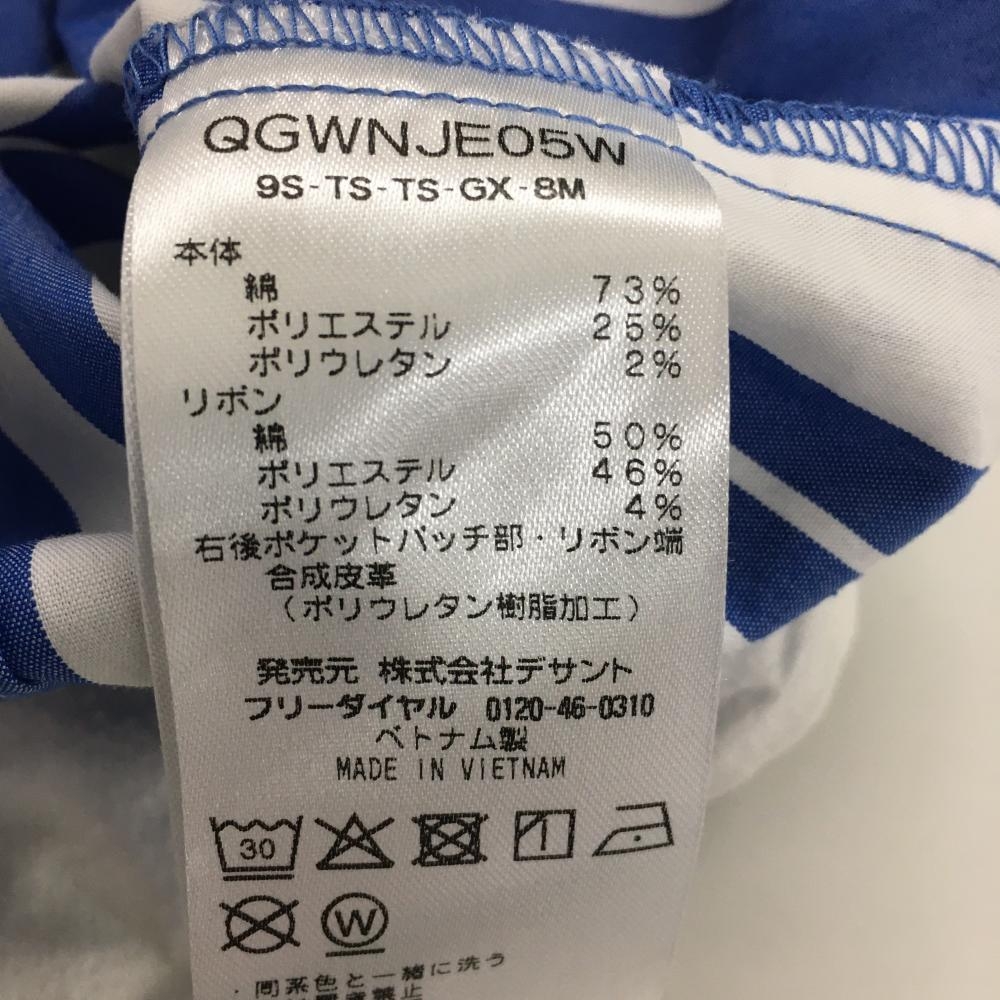 QGWNJE05W
9S-TS-TS-GX-8M
本体
綿 73%
ポリエステル 25%
ポリウレタン 2%
リボン
綿 50%
ポリエステル 46%
ポリウレタン 4%
右後ポケットパッチ部・リボン端
合成皮革
(ポリウレタン樹脂加工)
発売元 株式会社デサント
フリーダイヤル 0120-46-0310
ベトナム製
MADE IN VIETNAM
30
W
・同系色と一緒に洗う
禁止